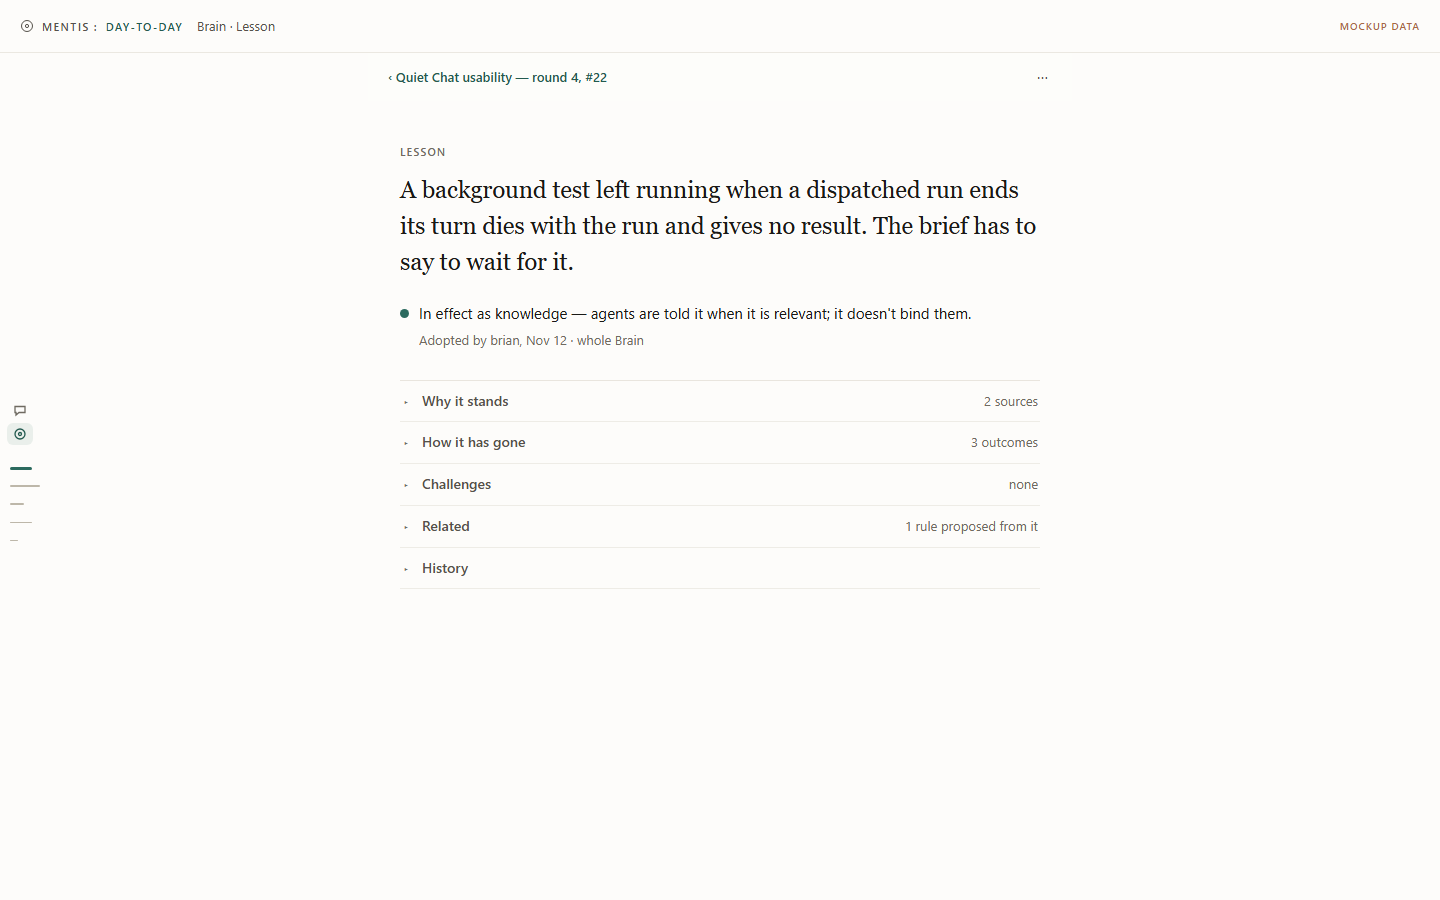 MENTIS : DAY-TO-DAY Brain · Lesson MOCKUP DATA
‹ Quiet Chat usability — round 4, #22 ···
LESSON
A background test left running when a dispatched run ends
its turn dies with the run and gives no result. The brief has to
say to wait for it.
In effect as knowledge — agents are told it when it is relevant; it doesn't bind them.
Adopted by brian, Nov 12 · whole Brain
▸ Why it stands 2 sources
▸ How it has gone 3 outcomes
▸ Challenges none
▸ Related 1 rule proposed from it
▸ History